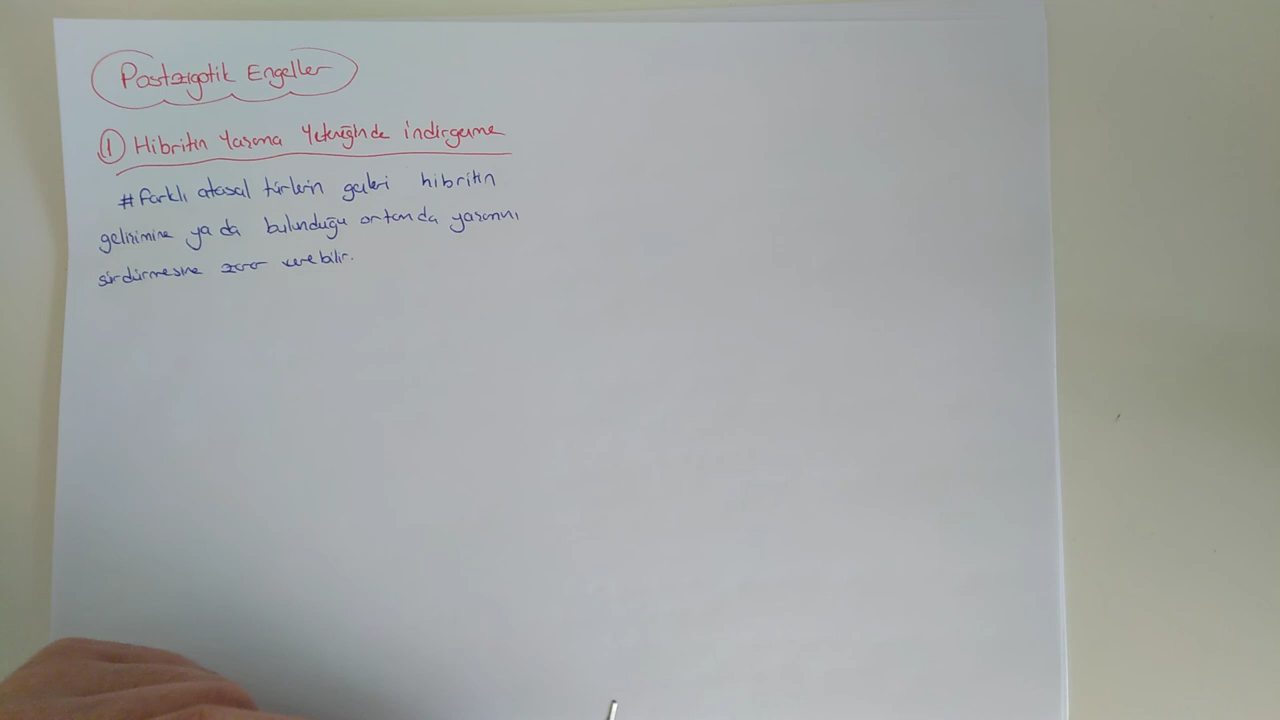 Postzigotik Engeller
① Hibritin Yaşama Yeteneğinde İndirgeme
#Farklı atasal türlerin genleri hibritin
gelişimine ya da bulunduğu ortamda yaşamını
sürdürmesine zarar verebilir.